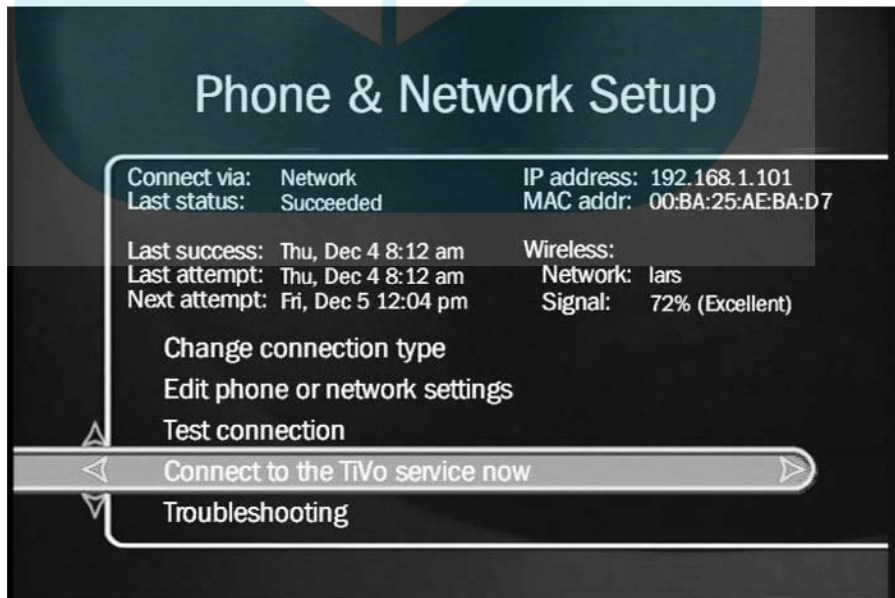 Phone & Network Setup
Connect via: Network IP address: 192.168.1.101
Last status: Succeeded MAC addr: 00:BA:25:AE:BA:D7
Last success: Thu, Dec 4 8:12 am Wireless:
Last attempt: Thu, Dec 4 8:12 am Network: lars
Next attempt: Fri, Dec 5 12:04 pm Signal: 72% (Excellent)
Change connection type
Edit phone or network settings
Test connection
Connect to the TiVo service now
Troubleshooting